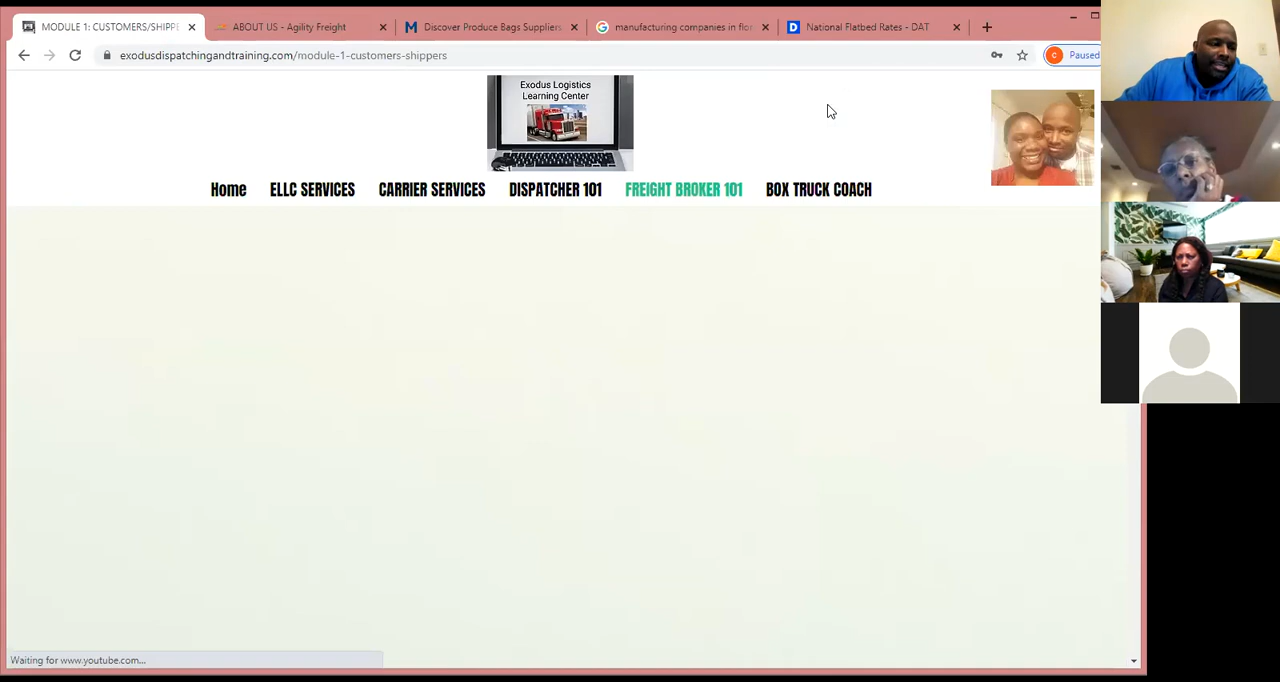 MODULE 1: CUSTOMERS/SHIPPE
ABOUT US - Agility Freight
Discover Produce Bags Suppliers
manufacturing companies in flor
National Flatbed Rates - DAT
exodusdispatchingandtraining.com/module-1-customers-shippers
C Paused
Exodus Logistics
Learning Center
Home ELLC SERVICES CARRIER SERVICES DISPATCHER 101 FREIGHT BROKER 101 BOX TRUCK COACH
Waiting for www.youtube.com...